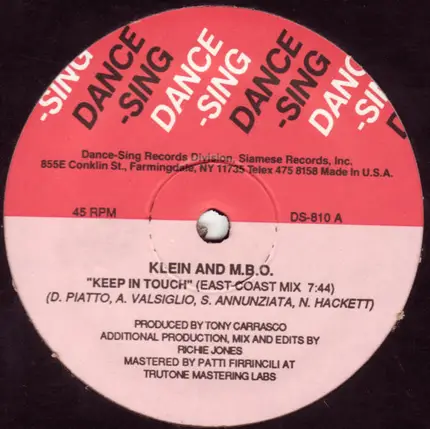 DANCE
-SING
DANCE
-SING
DANCE
-SING
DANCE
-SING
Dance-Sing Records Division, Siamese Records, Inc.
855E Conklin St., Farmingdale, NY 11735 Telex 475 8158 Made in U.S.A.
45 RPM
DS-810 A
KLEIN AND M.B.O.
"KEEP IN TOUCH" (EAST COAST MIX 7:44)
(D. PIATTO, A. VALSIGLIO, S. ANNUNZIATA, N. HACKETT)
PRODUCED BY TONY CARRASCO
ADDITIONAL PRODUCTION, MIX AND EDITS BY
RICHIE JONES
MASTERED BY PATTI FIRRINCILI AT
TRUTONE MASTERING LABS